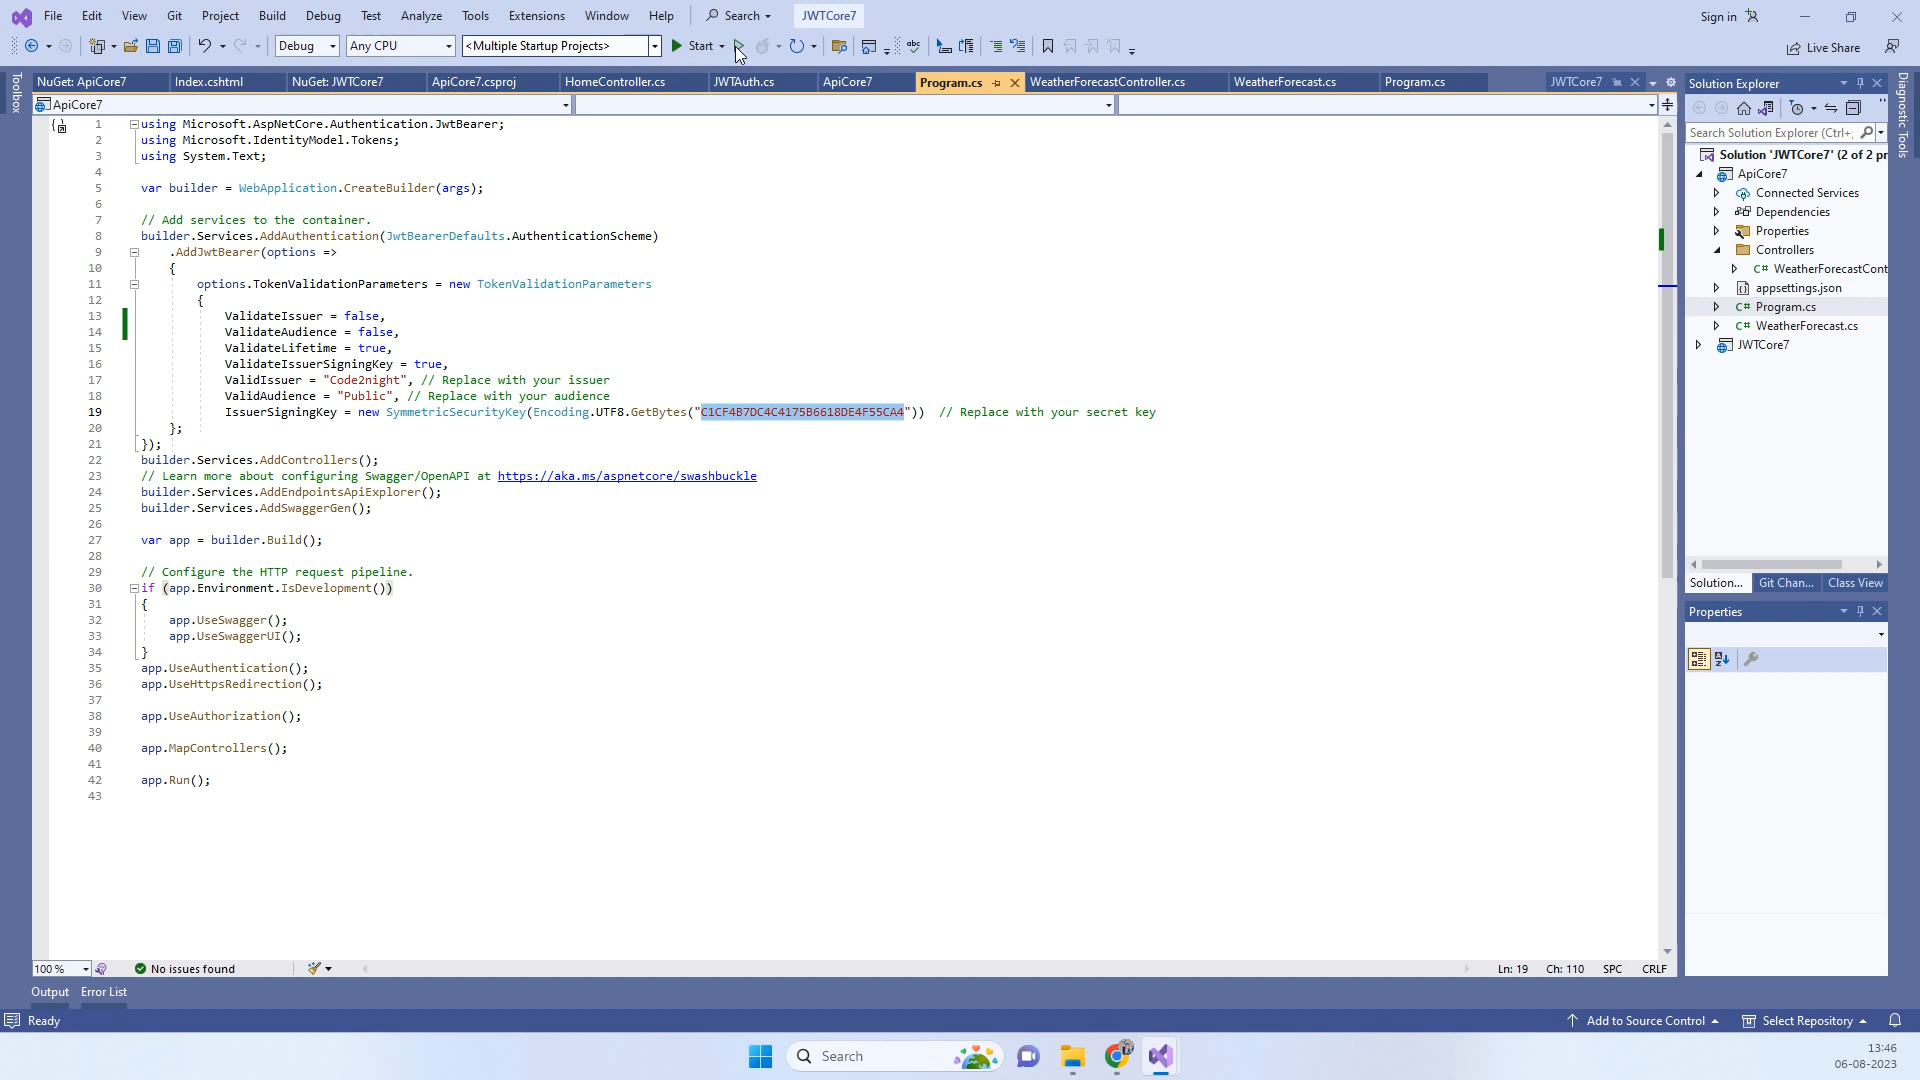 File Edit View Git Project Build Debug Test Analyze Tools Extensions Window Help Search JWTCore7 Sign in
Debug Any CPU <Multiple Startup Projects> Start Live Share
Toolbox
NuGet: ApiCore7 Index.cshtml NuGet: JWTCore7 ApiCore7.csproj HomeController.cs JWTAuth.cs ApiCore7 Program.cs WeatherForecastController.cs WeatherForecast.cs Program.cs JWTCore7
ApiCore7
1 using Microsoft.AspNetCore.Authentication.JwtBearer;
2 using Microsoft.IdentityModel.Tokens;
3 using System.Text;
4
5 var builder = WebApplication.CreateBuilder(args);
6
7 // Add services to the container.
8 builder.Services.AddAuthentication(JwtBearerDefaults.AuthenticationScheme)
9 .AddJwtBearer(options =>
10 {
11 options.TokenValidationParameters = new TokenValidationParameters
12 {
13 ValidateIssuer = false,
14 ValidateAudience = false,
15 ValidateLifetime = true,
16 ValidateIssuerSigningKey = true,
17 ValidIssuer = "Code2night", // Replace with your issuer
18 ValidAudience = "Public", // Replace with your audience
19 IssuerSigningKey = new SymmetricSecurityKey(Encoding.UTF8.GetBytes("C1CF4B7DC4C4175B6618DE4F55CA4")) // Replace with your secret key
20 };
21 });
22 builder.Services.AddControllers();
23 // Learn more about configuring Swagger/OpenAPI at https://aka.ms/aspnetcore/swashbuckle
24 builder.Services.AddEndpointsApiExplorer();
25 builder.Services.AddSwaggerGen();
26
27 var app = builder.Build();
28
29 // Configure the HTTP request pipeline.
30 if (app.Environment.IsDevelopment())
31 {
32 app.UseSwagger();
33 app.UseSwaggerUI();
34 }
35 app.UseAuthentication();
36 app.UseHttpsRedirection();
37
38 app.UseAuthorization();
39
40 app.MapControllers();
41
42 app.Run();
43
100 % No issues found Ln: 19 Ch: 110 SPC CRLF
Solution Explorer
Search Solution Explorer (Ctrl+;
Solution 'JWTCore7' (2 of 2 pr
ApiCore7
Connected Services
Dependencies
Properties
Controllers
C# WeatherForecastCont
appsettings.json
C# Program.cs
C# WeatherForecast.cs
JWTCore7
Solution... Git Chan... Class View
Properties
Diagnostic Tools
Output Error List
Ready Add to Source Control Select Repository
Search
13:46
06-08-2023